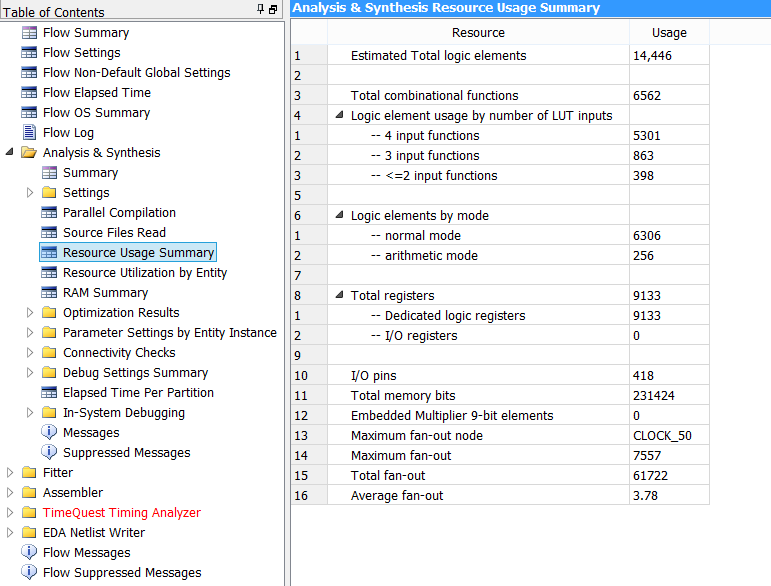 Table of Contents
Flow Summary
Flow Settings
Flow Non-Default Global Settings
Flow Elapsed Time
Flow OS Summary
Flow Log
Analysis & Synthesis
Summary
Settings
Parallel Compilation
Source Files Read
Resource Usage Summary
Resource Utilization by Entity
RAM Summary
Optimization Results
Parameter Settings by Entity Instance
Connectivity Checks
Debug Settings Summary
Elapsed Time Per Partition
In-System Debugging
Messages
Suppressed Messages
Fitter
Assembler
TimeQuest Timing Analyzer
EDA Netlist Writer
Flow Messages
Flow Suppressed Messages
Analysis & Synthesis Resource Usage Summary
Resource Usage
1 Estimated Total logic elements 14,446
2
3 Total combinational functions 6562
4 Logic element usage by number of LUT inputs
1 -- 4 input functions 5301
2 -- 3 input functions 863
3 -- <=2 input functions 398
5
6 Logic elements by mode
1 -- normal mode 6306
2 -- arithmetic mode 256
7
8 Total registers 9133
1 -- Dedicated logic registers 9133
2 -- I/O registers 0
9
10 I/O pins 418
11 Total memory bits 231424
12 Embedded Multiplier 9-bit elements 0
13 Maximum fan-out node CLOCK_50
14 Maximum fan-out 7557
15 Total fan-out 61722
16 Average fan-out 3.78